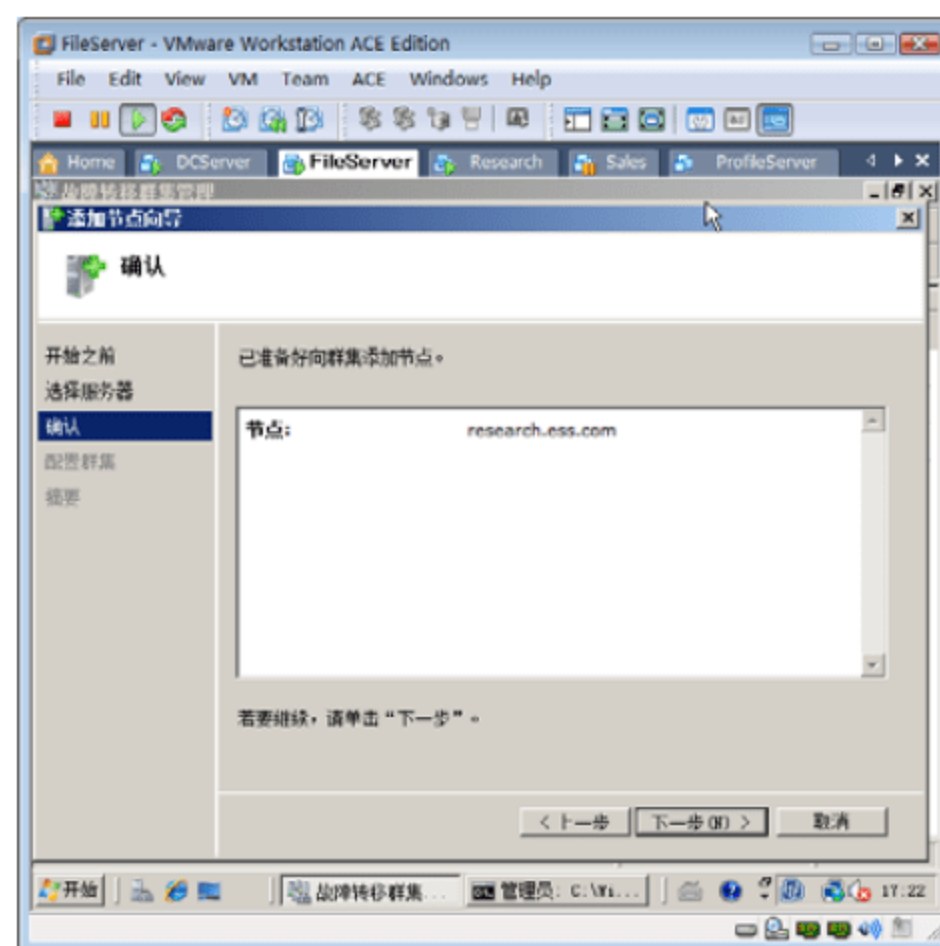 FileServer - VMware Workstation ACE Edition
File Edit View VM Team ACE Windows Help
Home DCServer FileServer Research Sales ProfileServer
故障转移群集管理
添加节点向导
确认
开始之前
选择服务器
确认
配置群集
摘要
已准备好向群集添加节点。
节点: research.ess.com
若要继续，请单击“下一步”。
< 上一步 下一步(N) > 取消
开始 故障转移群集... 管理员: C:\Wi... 17:22